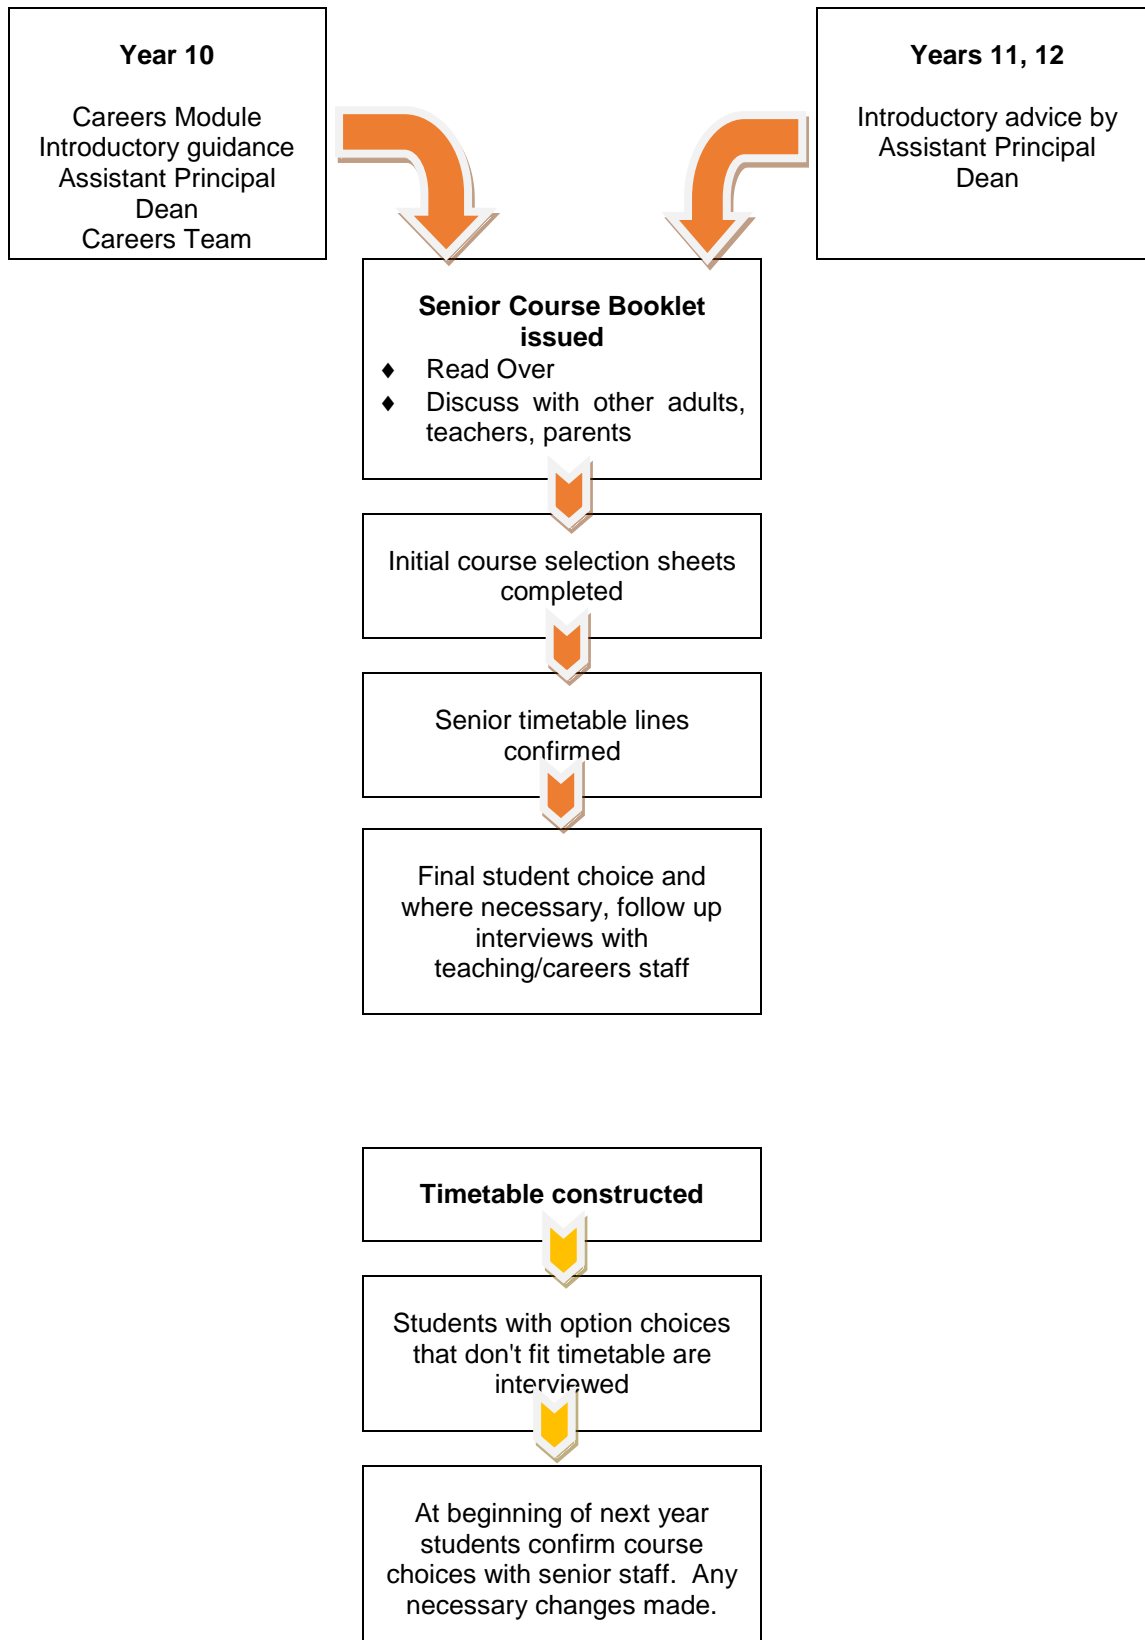 Year 10
Careers Module
Introductory guidance
Assistant Principal
Dean
Careers Team
Years 11, 12
Introductory advice by
Assistant Principal
Dean
Senior Course Booklet
issued
♦ Read Over
♦ Discuss with other adults,
teachers, parents
Initial course selection sheets
completed
Senior timetable lines
confirmed
Final student choice and
where necessary, follow up
interviews with
teaching/careers staff
Timetable constructed
Students with option choices
that don't fit timetable are
interviewed
At beginning of next year
students confirm course
choices with senior staff.  Any
necessary changes made.